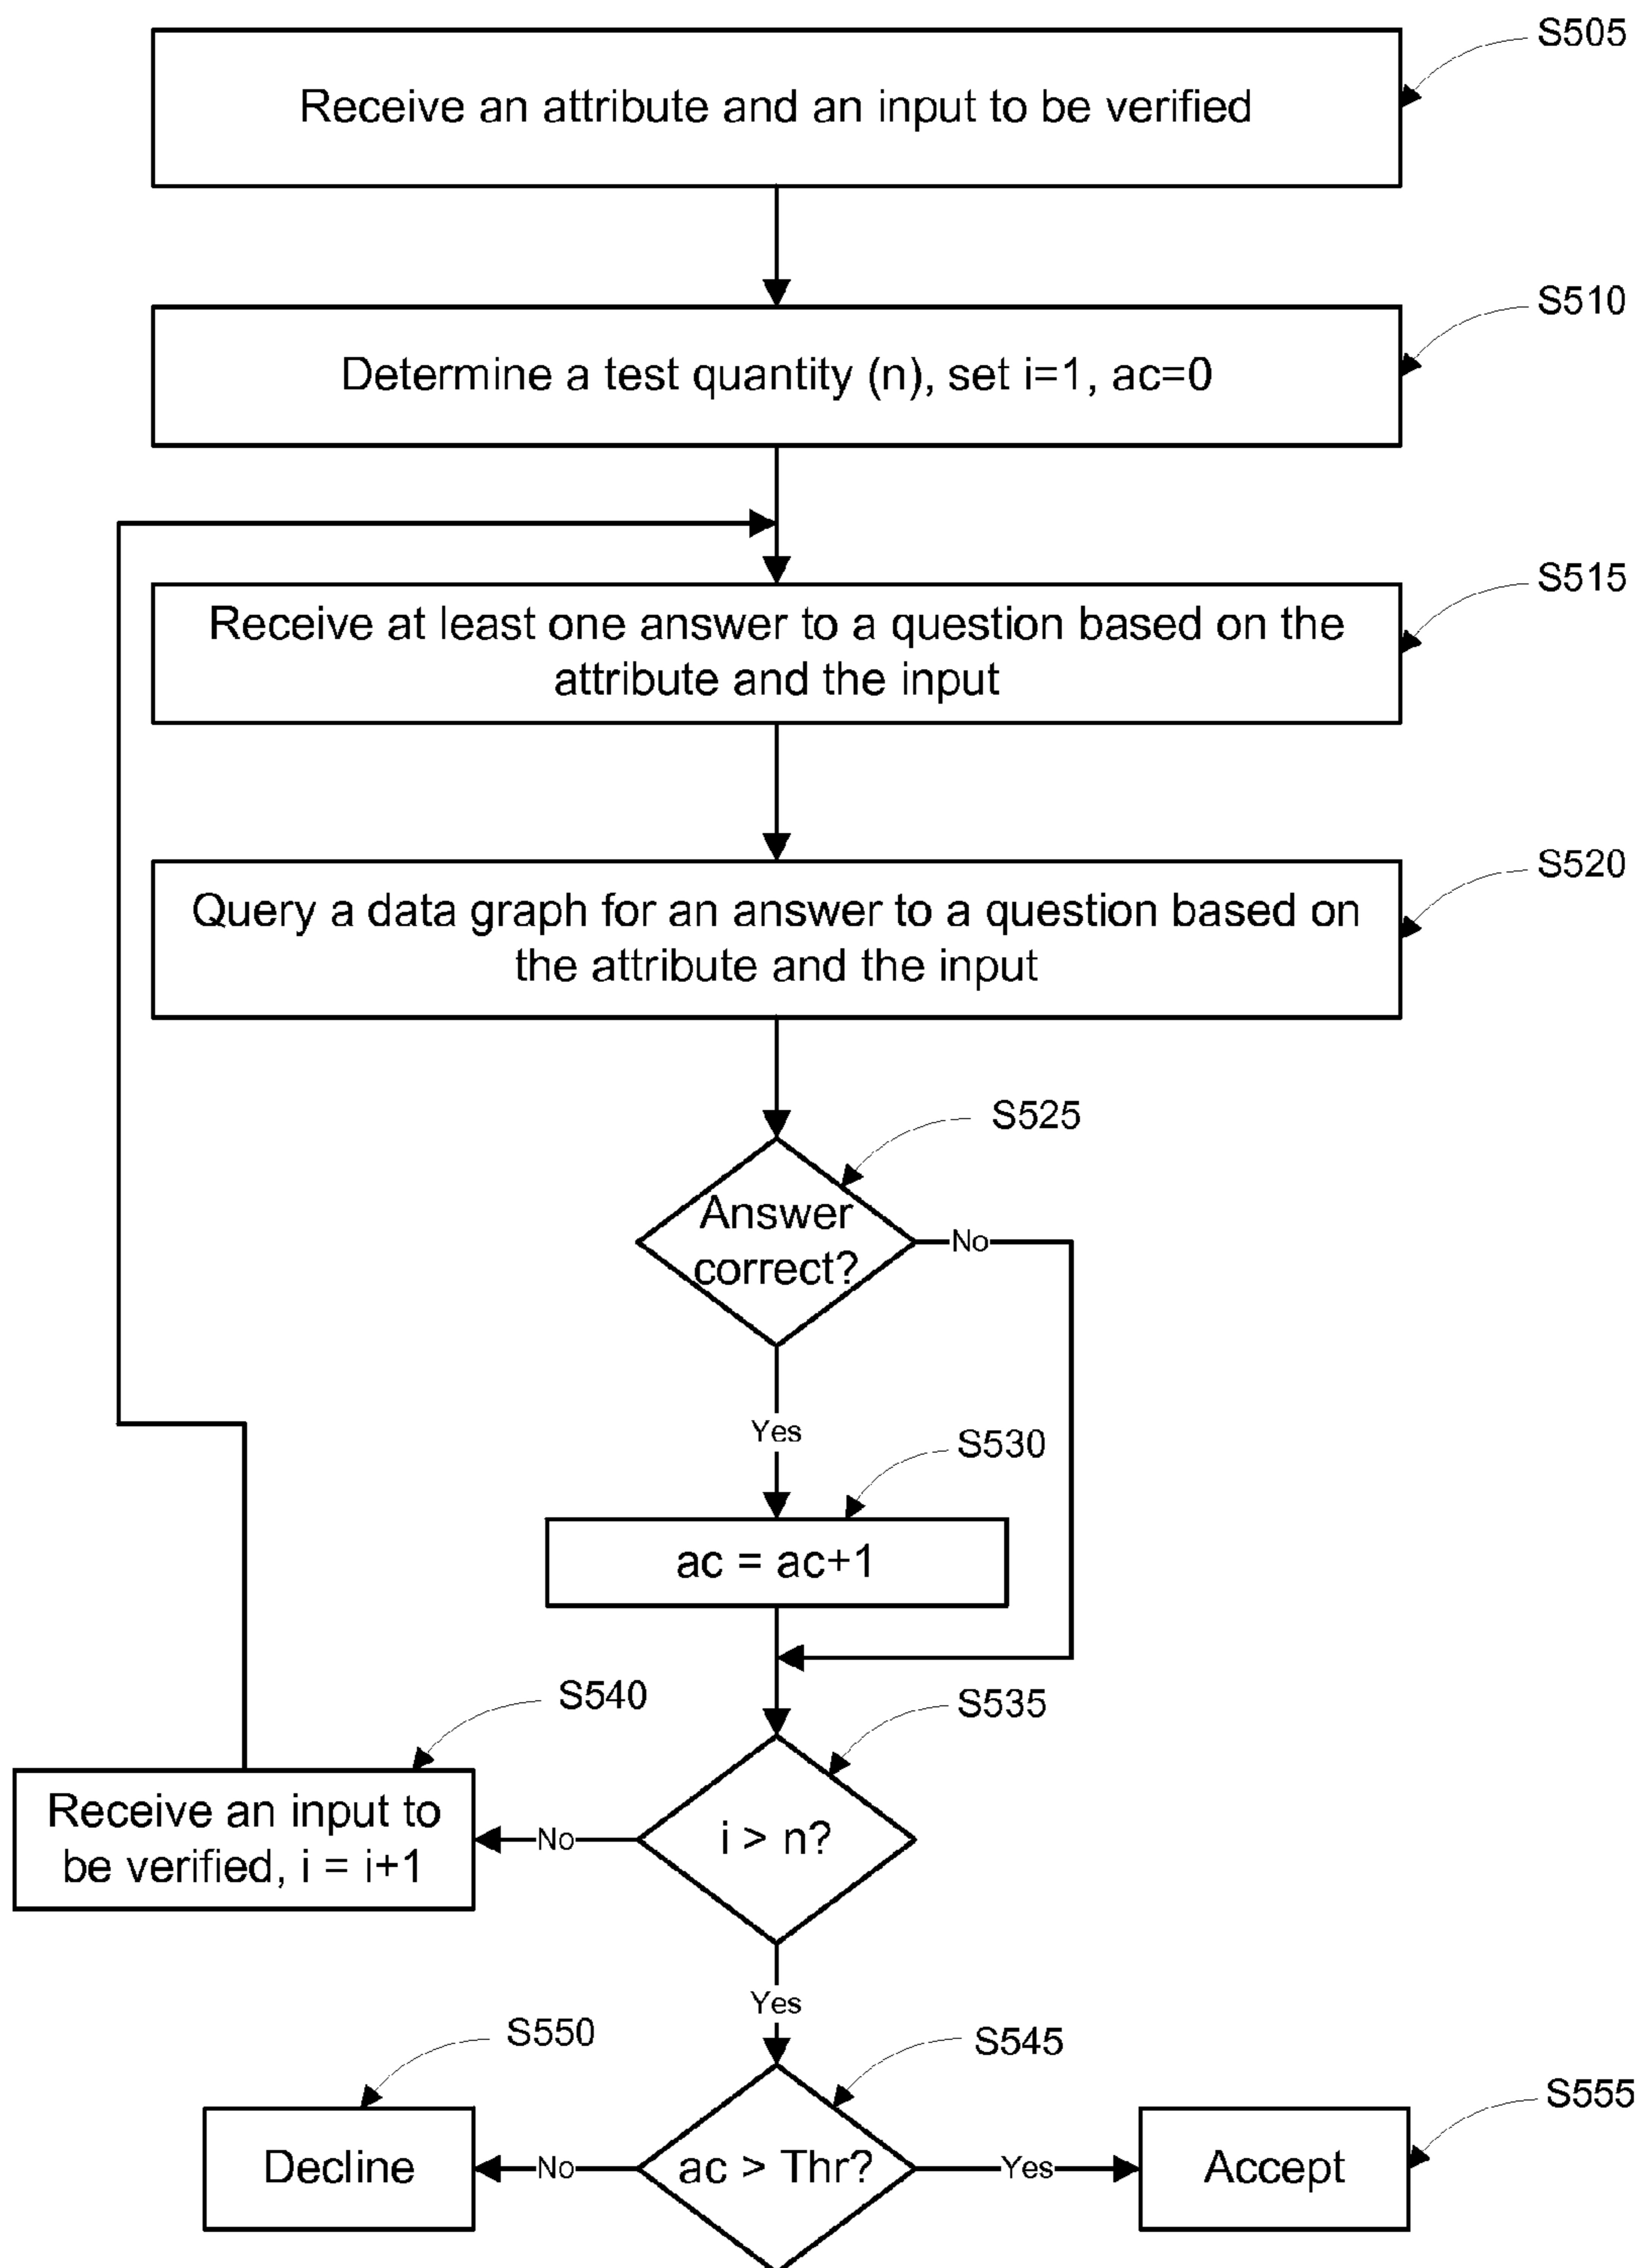 S505
Receive an attribute and an input to be verified
S510
Determine a test quantity (n), set i=1, ac=0
S515
Receive at least one answer to a question based on the
attribute and the input
S520
Query a data graph for an answer to a question based on
the attribute and the input
S525
Answer
correct?
No
Yes
S530
ac = ac+1
S540
S535
Receive an input to
be verified, i = i+1
No
i > n?
Yes
S550
S545
S555
Decline
No
ac > Thr?
Yes
Accept